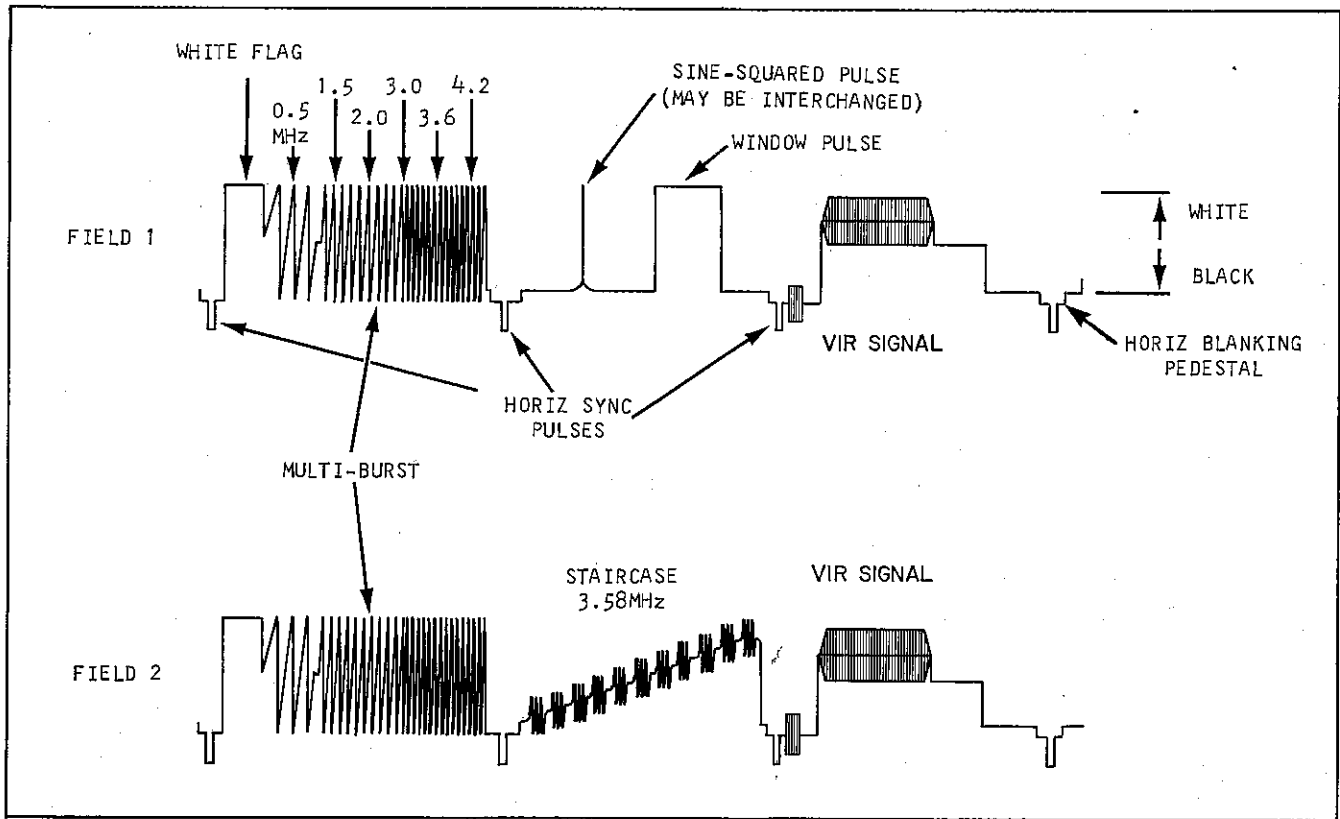 WHITE FLAG
0.5
MHz
1.5
2.0
3.0
3.6
4.2
SINE-SQUARED PULSE
(MAY BE INTERCHANGED)
WINDOW PULSE
FIELD 1
WHITE
BLACK
VIR SIGNAL
HORIZ BLANKING
PEDESTAL
HORIZ SYNC
PULSES
MULTI-BURST
STAIRCASE
3.58MHz
VIR SIGNAL
FIELD 2